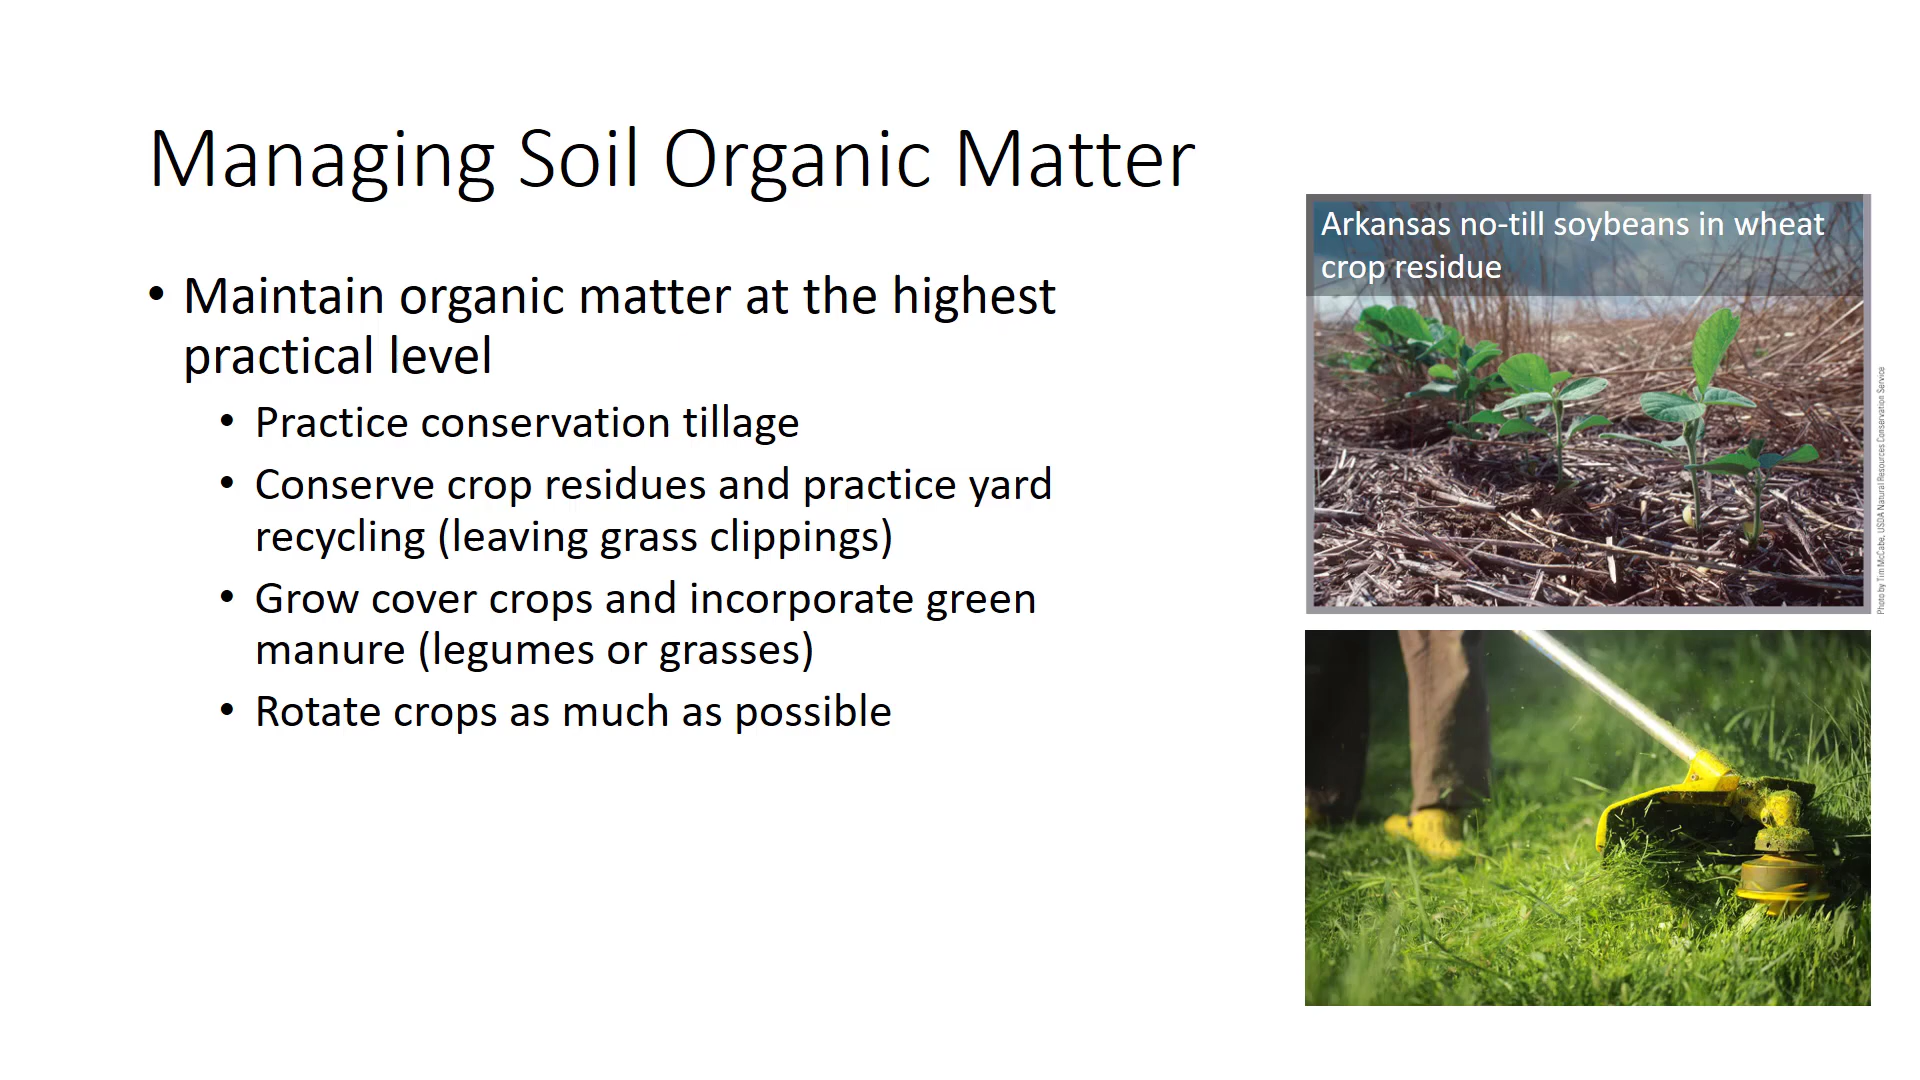 Managing Soil Organic Matter
• Maintain organic matter at the highest
practical level
• Practice conservation tillage
• Conserve crop residues and practice yard
recycling (leaving grass clippings)
• Grow cover crops and incorporate green
manure (legumes or grasses)
• Rotate crops as much as possible
Arkansas no-till soybeans in wheat
crop residue
Photo by Tim McCabe, USDA Natural Resources Conservation Service